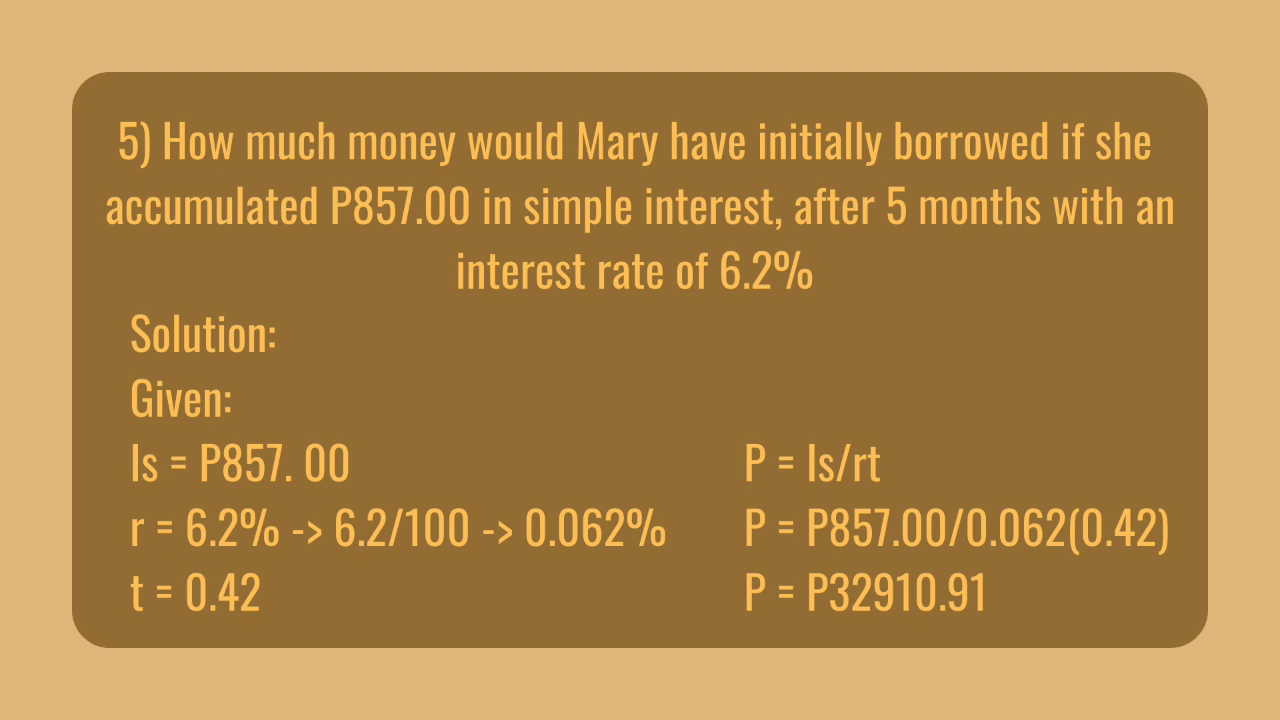 5) How much money would Mary have initially borrowed if she
accumulated P857.00 in simple interest, after 5 months with an
interest rate of 6.2%
Solution:
Given:
Is = P857. 00
r = 6.2% -> 6.2/100 -> 0.062%
t = 0.42
P = Is/rt
P = P857.00/0.062(0.42)
P = P32910.91